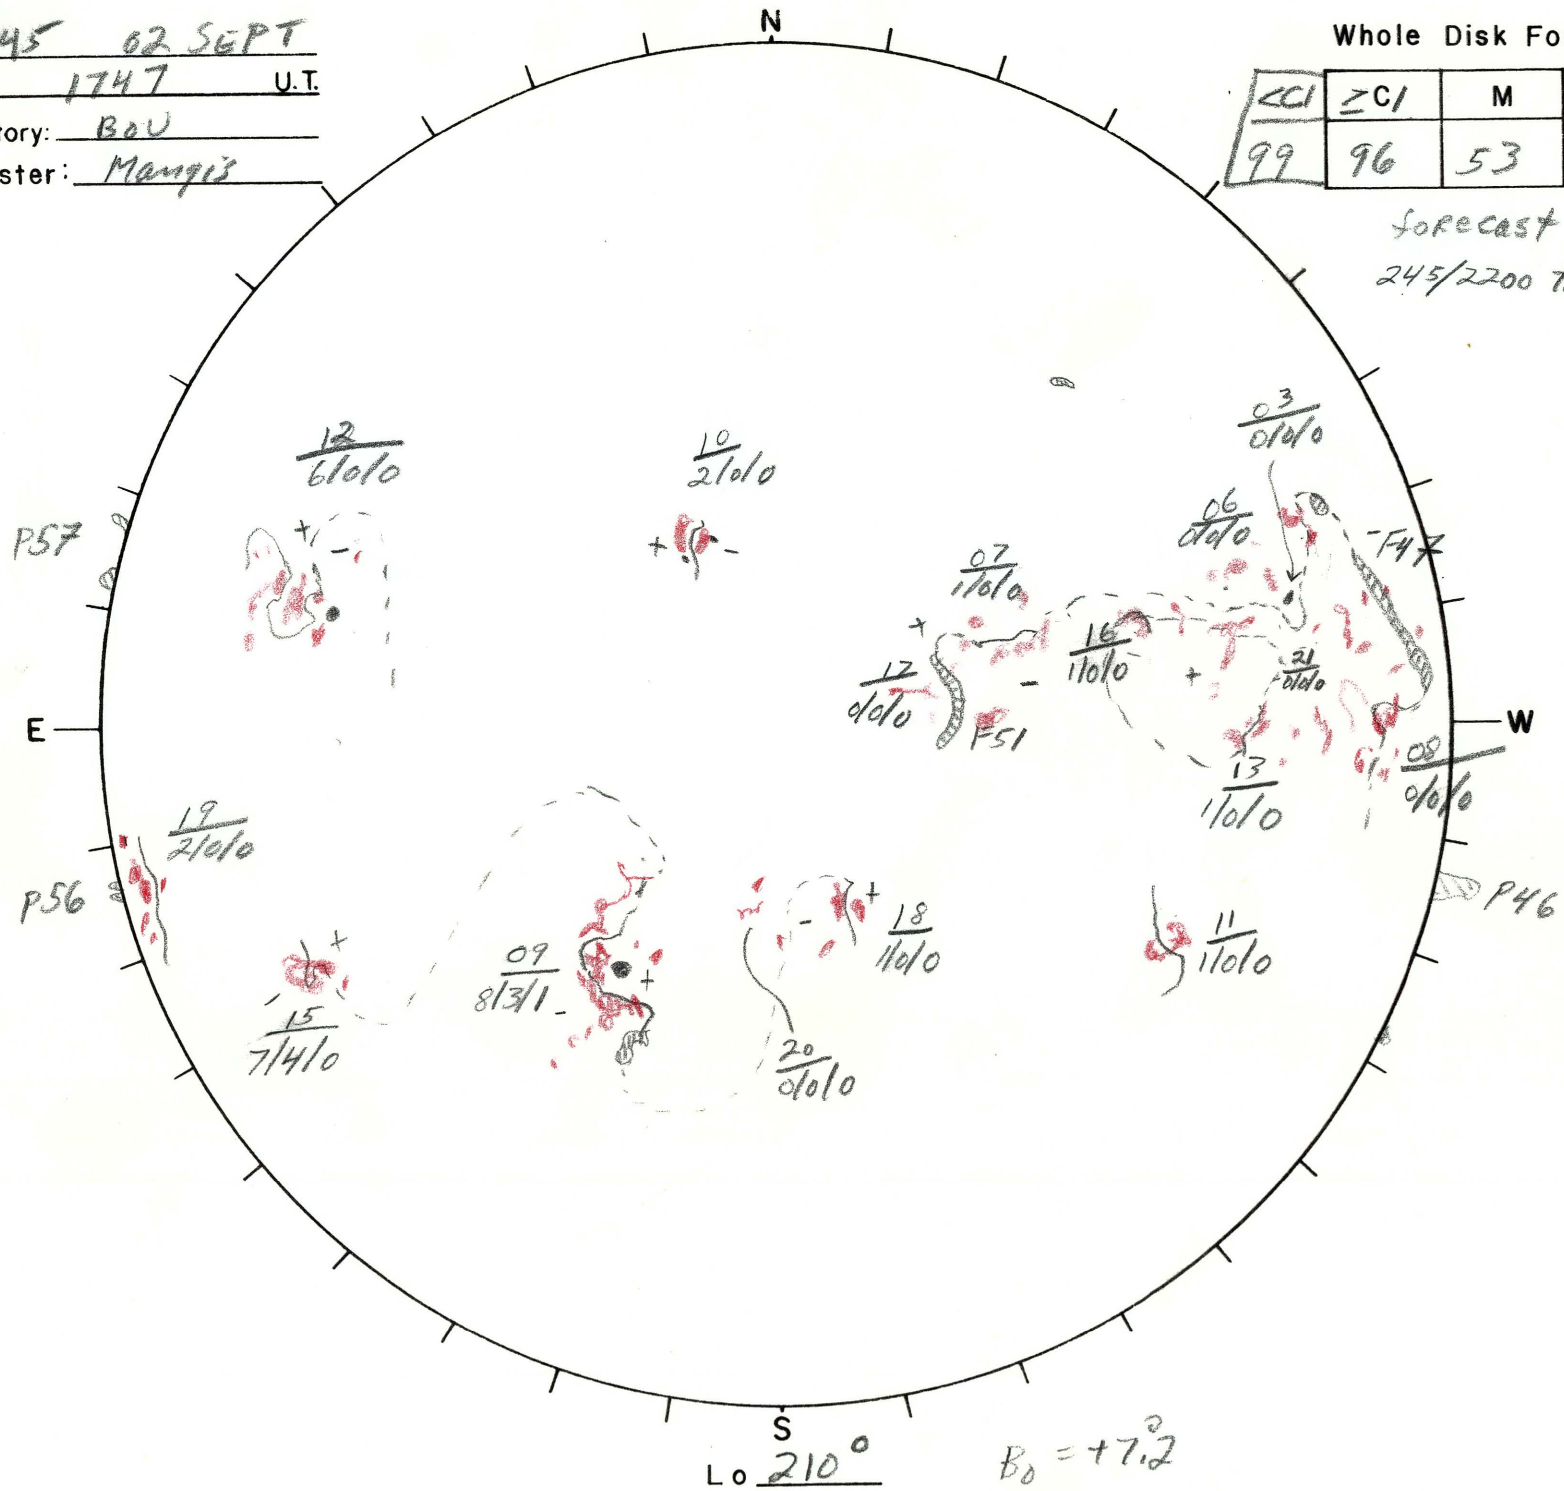 45 02 SEPT
1747 U.T.
ory: BOU
ster: Mangis
N
Whole Disk Fo
<C1 ≥C1 M
99 96 53
forecast
245/2200
12
6/0/0
10
2/0/0
03
0/0/0
06
0/0/0
P57
+ -
+ -
-F47
07
1/0/0
+
16
1/0/0
+
21
0/0/0
17
0/0/0
-
F51
E
W
13
1/0/0
08
0/0/0
19
2/0/0
P56
P46
+
- +
18
1/0/0
11
1/0/0
09
8/3/1
+
-
15
7/4/0
20
0/0/0
S
Lo 210°
B0 = +7.2°